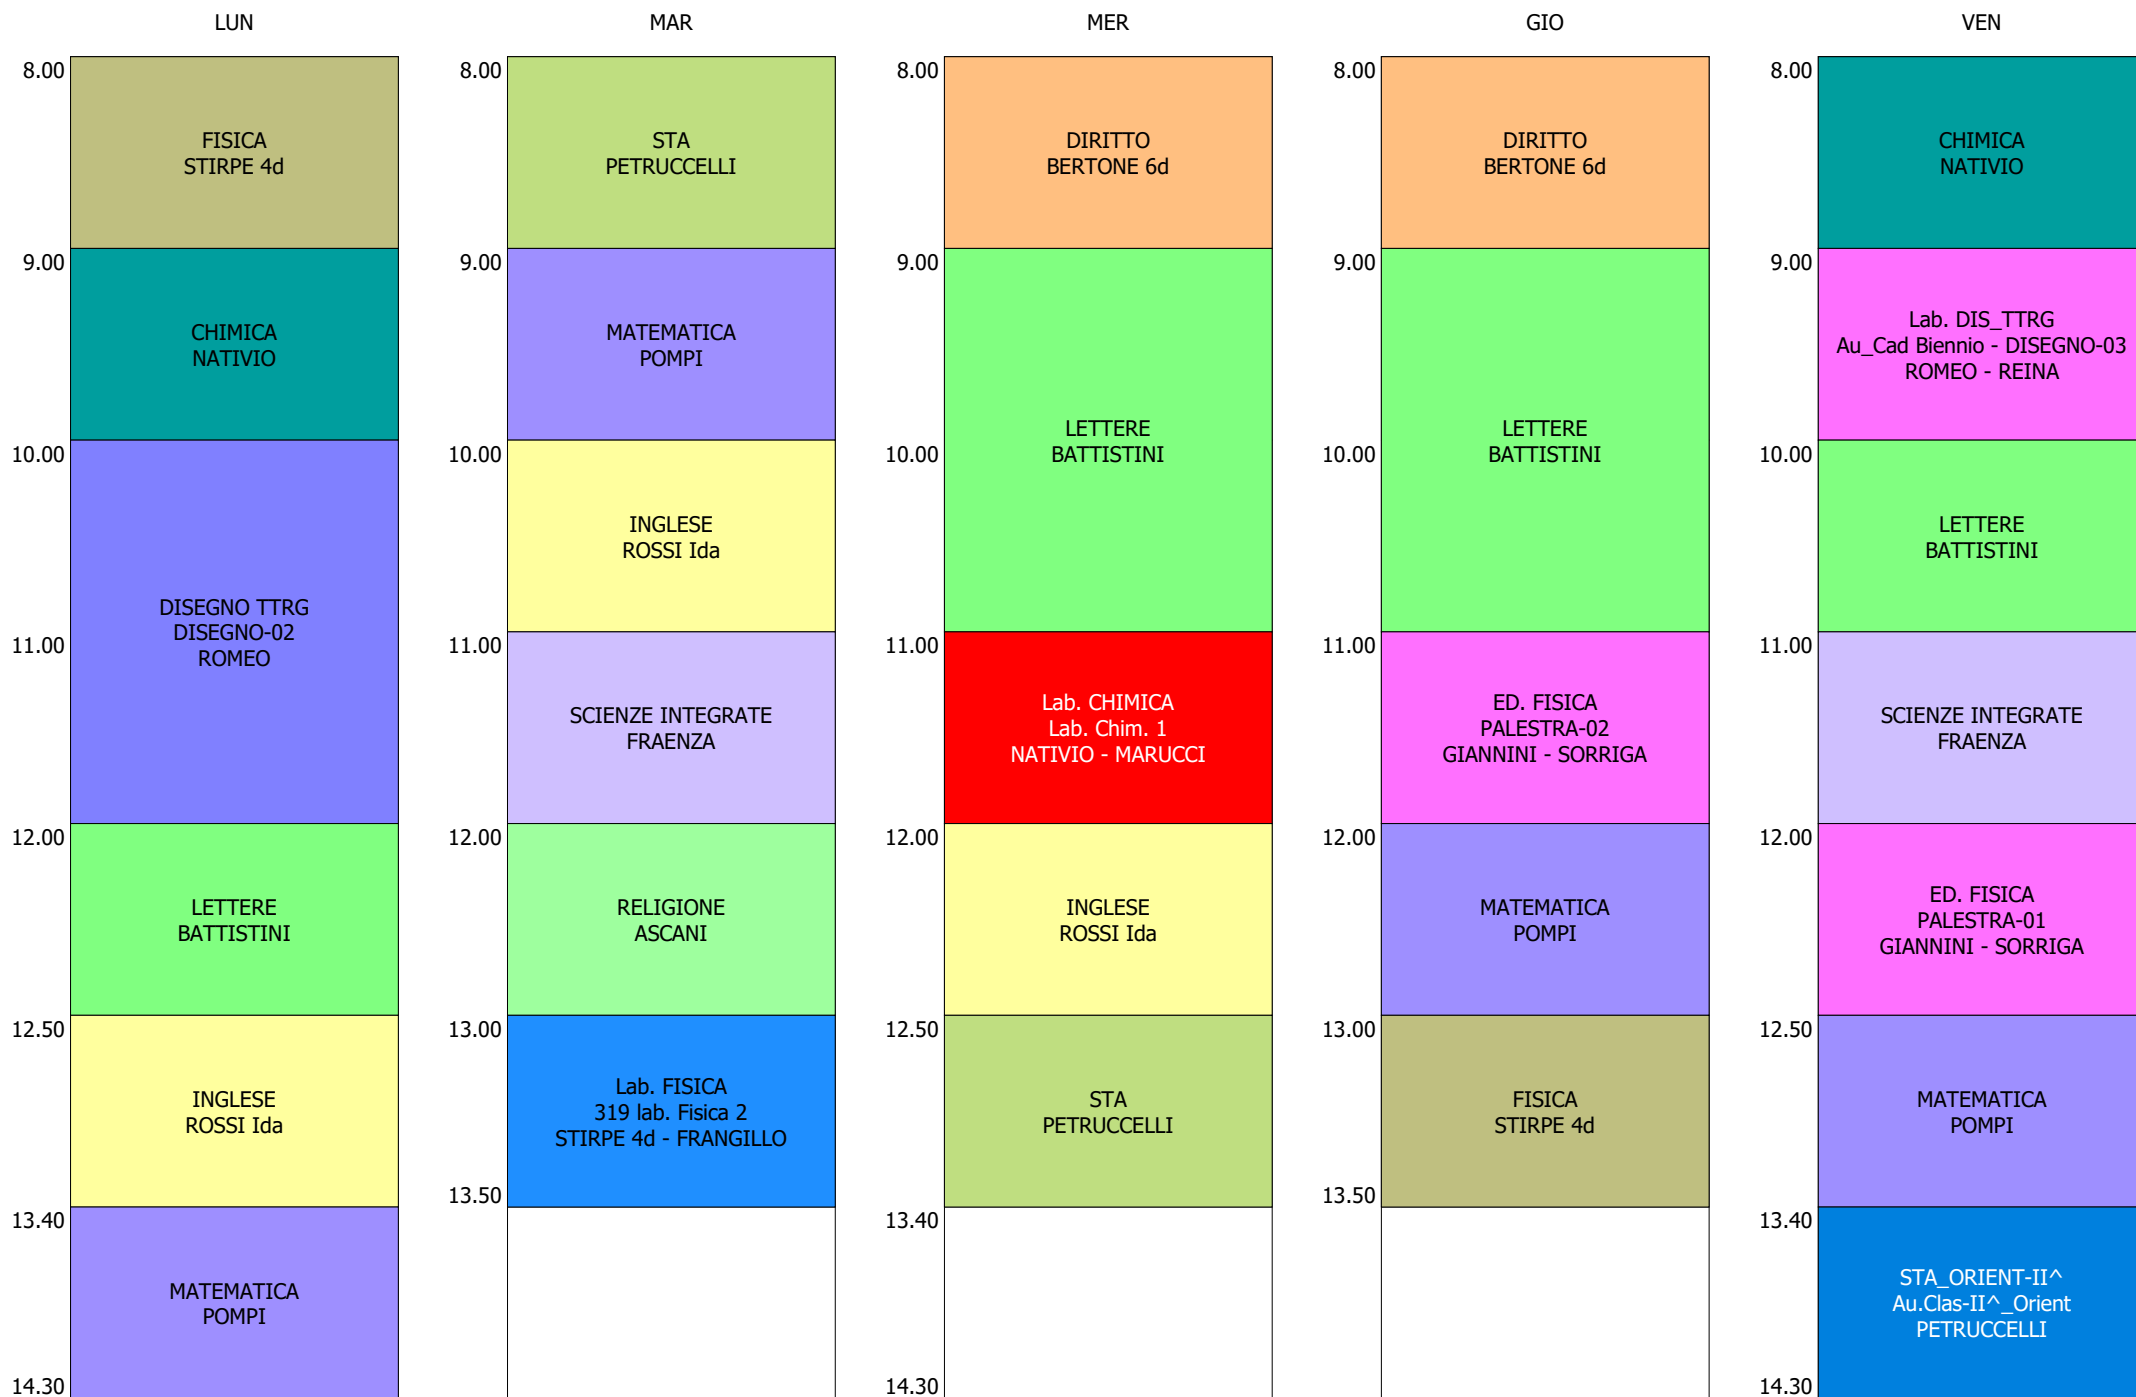 LUN
8.00
FISICA
STIRPE 4d
9.00
CHIMICA
NATIVIO
10.00
DISEGNO TTRG
DISEGNO-02
ROMEO
11.00
12.00
LETTERE
BATTISTINI
12.50
INGLESE
ROSSI Ida
13.40
MATEMATICA
POMPI
14.30
MAR
8.00
STA
PETRUCCELLI
9.00
MATEMATICA
POMPI
10.00
INGLESE
ROSSI Ida
11.00
SCIENZE INTEGRATE
FRAENZA
12.00
RELIGIONE
ASCANI
13.00
Lab. FISICA
319 lab. Fisica 2
STIRPE 4d - FRANGILLO
13.50
MER
8.00
DIRITTO
BERTONE 6d
9.00
LETTERE
BATTISTINI
10.00
11.00
Lab. CHIMICA
Lab. Chim. 1
NATIVIO - MARUCCI
12.00
INGLESE
ROSSI Ida
12.50
STA
PETRUCCELLI
13.40
14.30
GIO
8.00
DIRITTO
BERTONE 6d
9.00
LETTERE
BATTISTINI
10.00
11.00
ED. FISICA
PALESTRA-02
GIANNINI - SORRIGA
12.00
MATEMATICA
POMPI
13.00
FISICA
STIRPE 4d
13.50
VEN
8.00
CHIMICA
NATIVIO
9.00
Lab. DIS_TTRG
Au_Cad Biennio - DISEGNO-03
ROMEO - REINA
10.00
LETTERE
BATTISTINI
11.00
SCIENZE INTEGRATE
FRAENZA
12.00
ED. FISICA
PALESTRA-01
GIANNINI - SORRIGA
12.50
MATEMATICA
POMPI
13.40
STA_ORIENT-II^
Au.Clas-II^_Orient
PETRUCCELLI
14.30